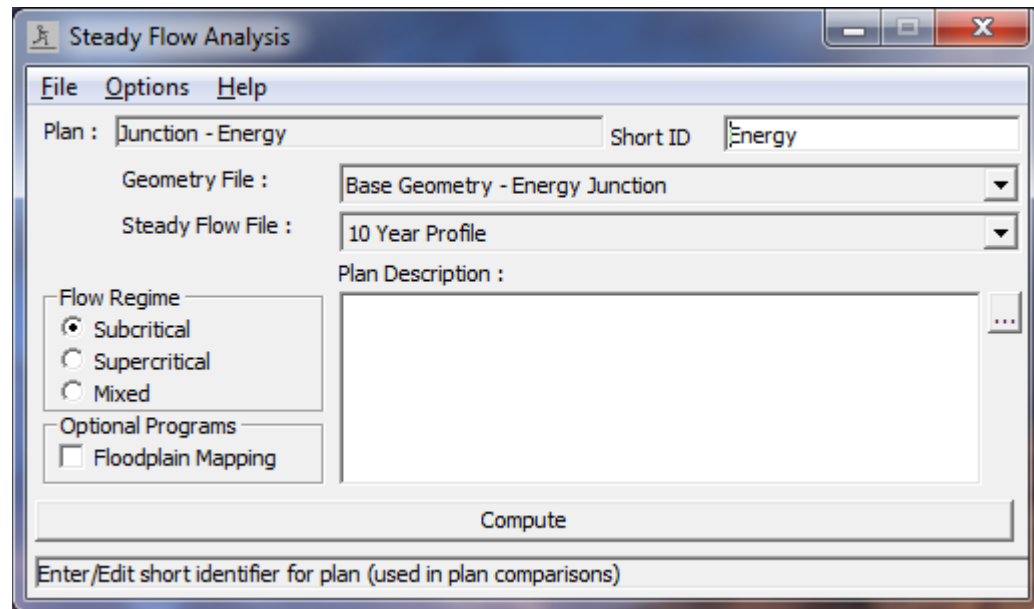 Steady Flow Analysis
File Options Help
Plan : Junction - Energy Short ID Energy
Geometry File : Base Geometry - Energy Junction
Steady Flow File : 10 Year Profile
Plan Description :
Flow Regime
...
Subcritical
Supercritical
Mixed
Optional Programs
Floodplain Mapping
Compute
Enter/Edit short identifier for plan (used in plan comparisons)